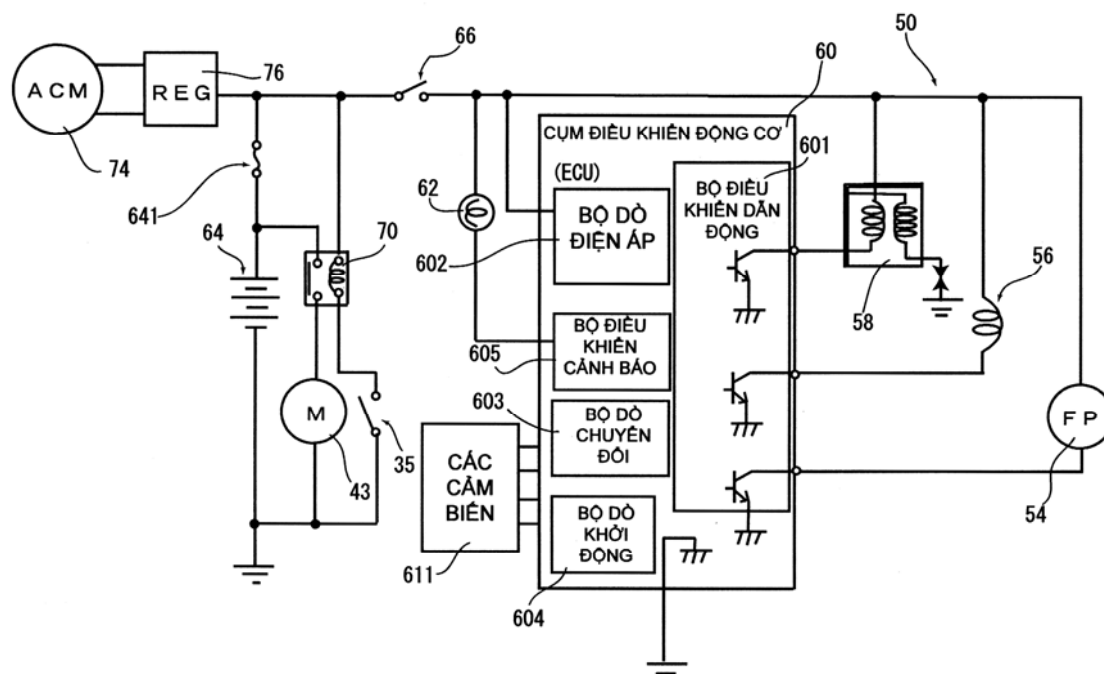 66
50
76
60
ACM
REG
CỤM ĐIỀU KHIỂN ĐỘNG CƠ
601
(ECU)
74
641
62
BỘ ĐIỀU
KHIỂN DẪN
ĐỘNG
BỘ DÒ
ĐIỆN ÁP
64
70
602
56
58
BỘ ĐIỀU
KHIỂN
CẢNH BÁO
605
603
BỘ DÒ
CHUYỂN
ĐỔI
M
FP
35
43
CÁC
CẢM
BIẾN
54
BỘ DÒ
KHỞI
ĐỘNG
611
604